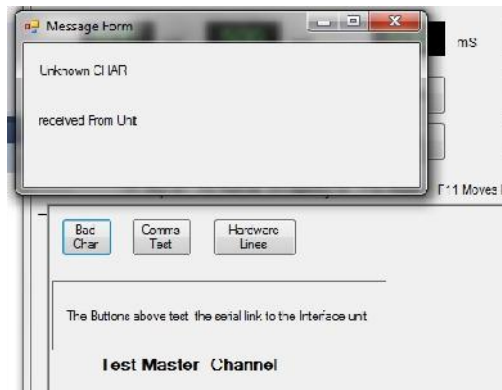 Message Form
Unknown CHAR
received From Unit
mS
F11 Moves
Bad Char
Comms Test
Hardware Lines
The Buttons above test the serial link to the Interface unit
Test Master Channel